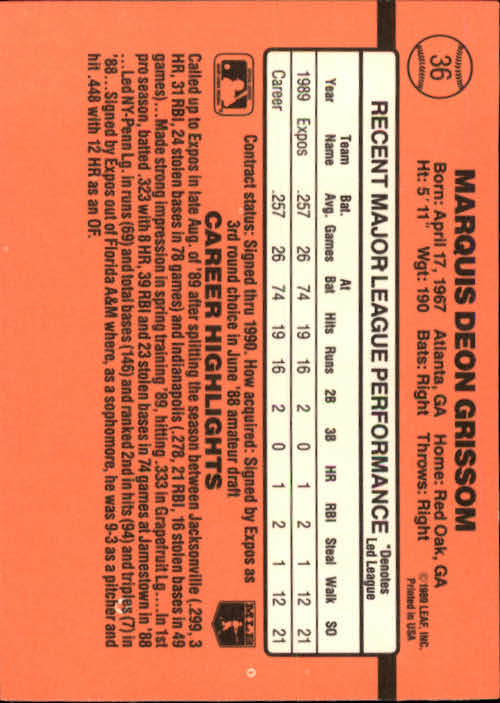 36
MARQUIS DEON GRISSOM
Born: April 17, 1967 Atlanta, GA Home: Red Oak, GA
Ht: 5'11" Wgt: 190 Bats: Right Throws: Right
©1989 LEAF, INC.
Printed in USA
RECENT MAJOR LEAGUE PERFORMANCE *Denotes Led League
Year Team Name Bat. Avg. Games At Bat Hits Runs 2B 3B HR RBI Steal Walk SO
1989 Expos .257 26 74 19 16 2 0 1 2 1 12 21
Career .257 26 74 19 16 2 0 1 2 1 12 21
Contract status: Signed thru 1990. How acquired: Signed by Expos as
3rd round choice in June '88 amateur draft
CAREER HIGHLIGHTS
MLB
Called up to Expos in late Aug. of '89 after splitting the season between Jacksonville (.299, 3
HR, 31 RBI, 24 stolen bases in 78 games) and Indianapolis (.278, 21 RBI, 16 stolen bases in 49
games)... Made strong impression in spring training '89, hitting .333 in Grapefruit Lg.... In 1st
pro season, batted .323 with 8 HR, 39 RBI and 23 stolen bases in 74 games at Jamestown in '88
...Led NY-Penn Lg. in runs (69) and total bases (146) and ranked 2nd in hits (94) and triples (7) in
'88... Signed by Expos out of Florida A&M where, as a sophomore, he was 9-3 as a pitcher and
hit .448 with 12 HR as an OF.